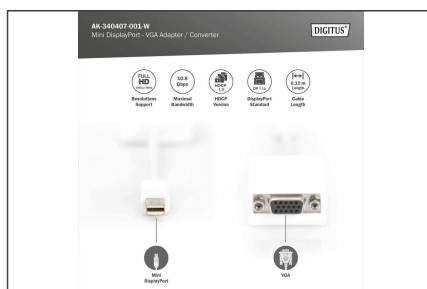 AK-340407-001-W
Mini DisplayPort - VGA Adapter / Converter
DIGITUS®
FULL
HD
10.8
Gbps
HDCP
1.3
DP 1.1a
0.15 m
Length
Resolutions
Support
Maximal
Bandwidth
HDCP
Version
DisplayPort
Standard
Cable
Length
Mini
DisplayPort
VGA